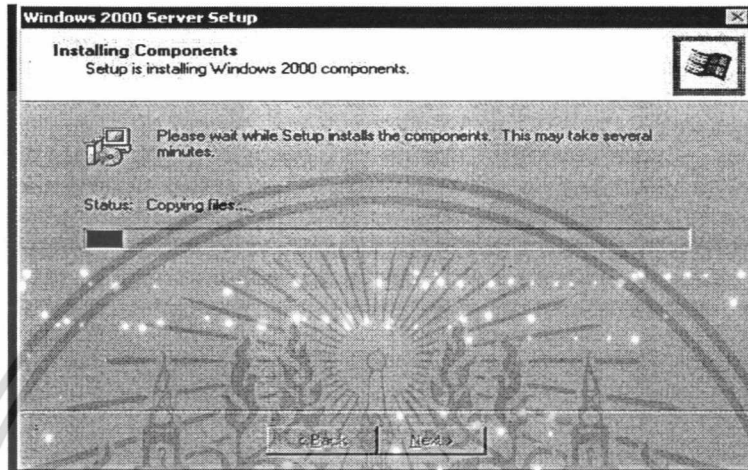 Windows 2000 Server Setup
Installing Components
Setup is installing Windows 2000 components.
Please wait while Setup installs the components. This may take several
minutes.
Status: Copying files...
< Back
Next >